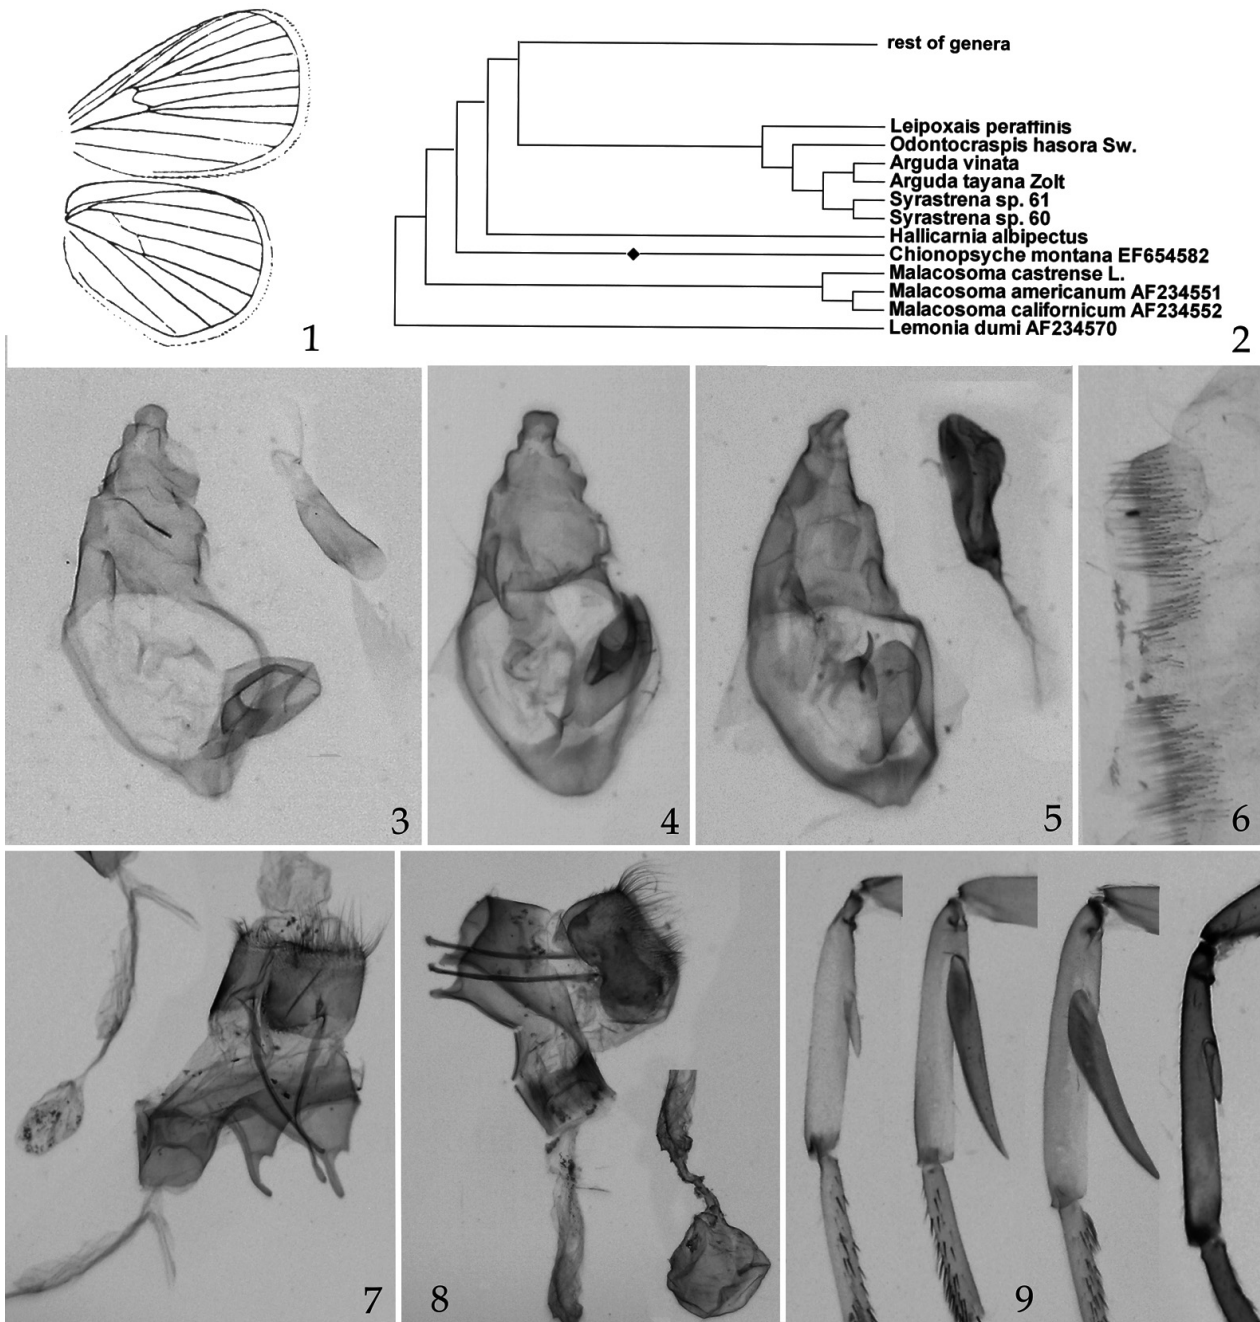 1
rest of genera
Leipoxais peraffinis
Odontocraspis hasora Sw.
Arguda vinata
Arguda tayana Zolt
Syrastrena sp. 61
Syrastrena sp. 60
Hallicarnia albipectus
Chionopsyche montana EF654582
Malacosoma castrense L.
Malacosoma americanum AF234551
Malacosoma californicum AF234552
Lemonia dumi AF234570
2
3
4
5
6
7
8
9